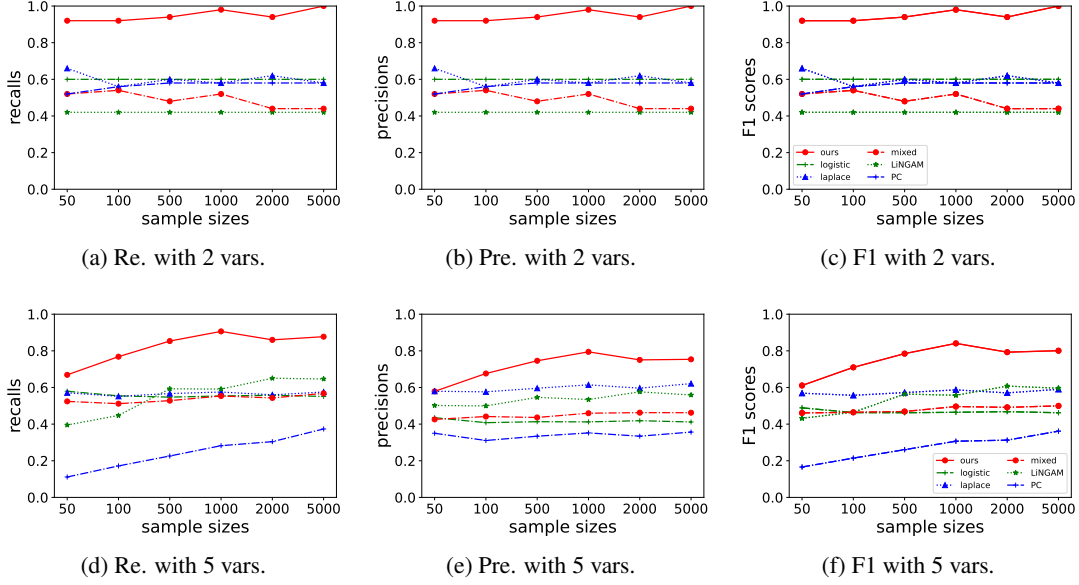 1.0
0.8
0.6
0.4
0.2
0.0
recalls
50 100 500 1000 2000 5000
sample sizes
(a) Re. with 2 vars.
1.0
0.8
0.6
0.4
0.2
0.0
precisions
50 100 500 1000 2000 5000
sample sizes
(b) Pre. with 2 vars.
1.0
0.8
0.6
0.4
0.2
0.0
F1 scores
ours mixed
logistic LiNGAM
laplace PC
50 100 500 1000 2000 5000
sample sizes
(c) F1 with 2 vars.
1.0
0.8
0.6
0.4
0.2
0.0
recalls
50 100 500 1000 2000 5000
sample sizes
(d) Re. with 5 vars.
1.0
0.8
0.6
0.4
0.2
0.0
precisions
50 100 500 1000 2000 5000
sample sizes
(e) Pre. with 5 vars.
1.0
0.8
0.6
0.4
0.2
0.0
F1 scores
ours mixed
logistic LiNGAM
laplace PC
50 100 500 1000 2000 5000
sample sizes
(f) F1 with 5 vars.